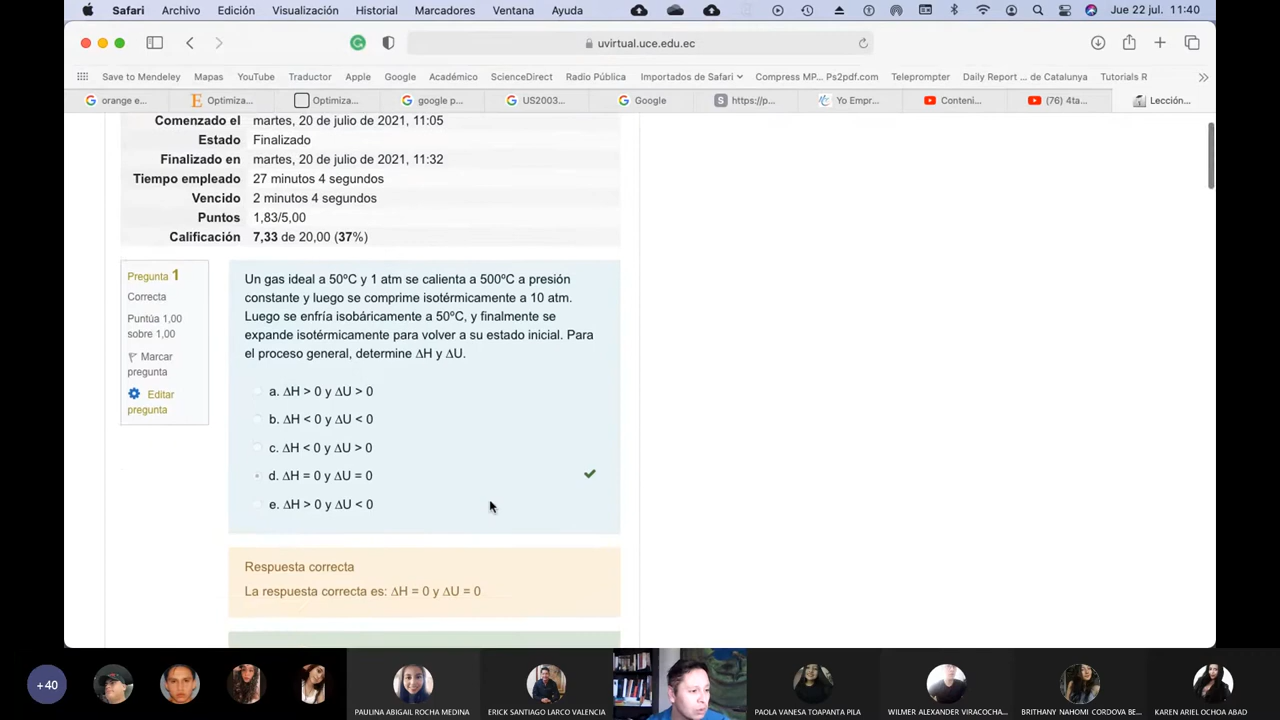 Safari Archivo Edición Visualización Historial Marcadores Ventana Ayuda Jue 22 jul. 11:40
uvirtual.uce.edu.ec
Save to Mendeley Mapas YouTube Traductor Apple Google Académico ScienceDirect Radio Pública Importados de Safari Compress MP... Ps2pdf.com Teleprompter Daily Report ... de Catalunya Tutorials R
orange e... Optimiza... Optimiza... google p... US2003... Google https://p... Yo Empr... Conteni... (76) 4ta... Lección...
Comenzado el martes, 20 de julio de 2021, 11:05
Estado Finalizado
Finalizado en martes, 20 de julio de 2021, 11:32
Tiempo empleado 27 minutos 4 segundos
Vencido 2 minutos 4 segundos
Puntos 1,83/5,00
Calificación 7,33 de 20,00 (37%)
Pregunta 1
Correcta
Puntúa 1,00
sobre 1,00
Marcar
pregunta
Editar
pregunta
Un gas ideal a 50ºC y 1 atm se calienta a 500ºC a presión
constante y luego se comprime isotérmicamente a 10 atm.
Luego se enfría isobáricamente a 50ºC, y finalmente se
expande isotérmicamente para volver a su estado inicial. Para
el proceso general, determine ΔH y ΔU.
a. ΔH > 0 y ΔU > 0
b. ΔH < 0 y ΔU < 0
c. ΔH < 0 y ΔU > 0
d. ΔH = 0 y ΔU = 0
e. ΔH > 0 y ΔU < 0
Respuesta correcta
La respuesta correcta es: ΔH = 0 y ΔU = 0
+40
PAULINA ABIGAIL ROCHA MEDINA
ERICK SANTIAGO LARCO VALENCIA
PAOLA VANESA TOAPANTA PILA
WILMER ALEXANDER VIRACOCHA...
BRITHANY NAHOMI CORDOVA BE...
KAREN ARIEL OCHOA ABAD